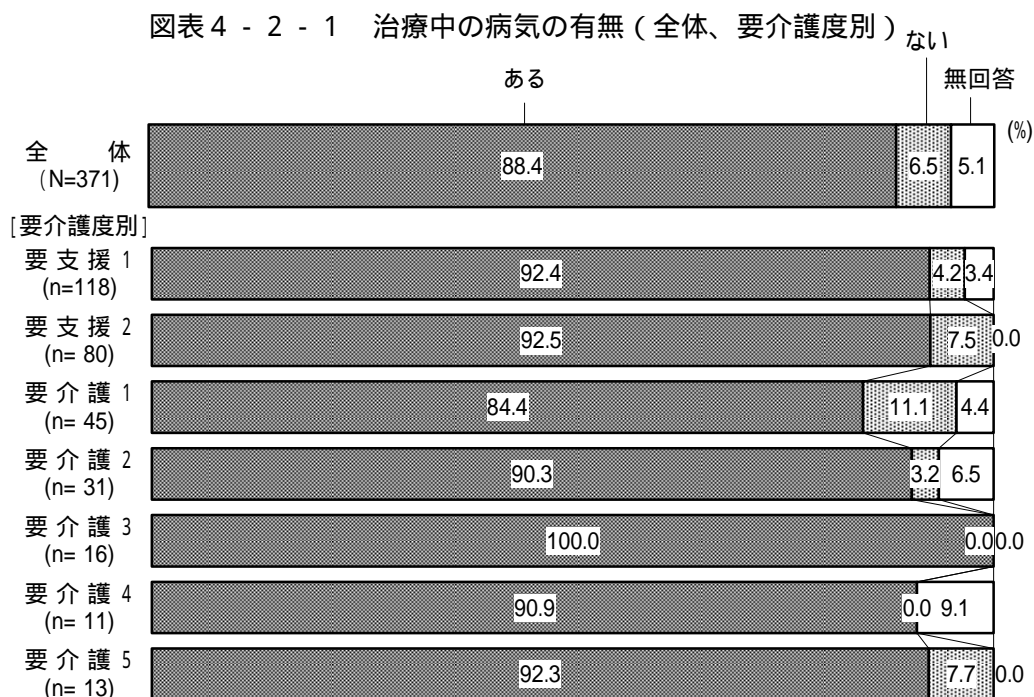 図表４-２-１　治療中の病気の有無（全体、要介護度別）
ない
ある
無回答
(%)
全　　体
(N=371)
88.4 6.5 5.1
[要介護度別]
要支援1
(n=118)
92.4 4.2 3.4
要支援2
(n= 80)
92.5 7.5 0.0
要介護1
(n= 45)
84.4 11.1 4.4
要介護2
(n= 31)
90.3 3.2 6.5
要介護3
(n= 16)
100.0 0.0 0.0
要介護4
(n= 11)
90.9 0.0 9.1
要介護5
(n= 13)
92.3 7.7 0.0